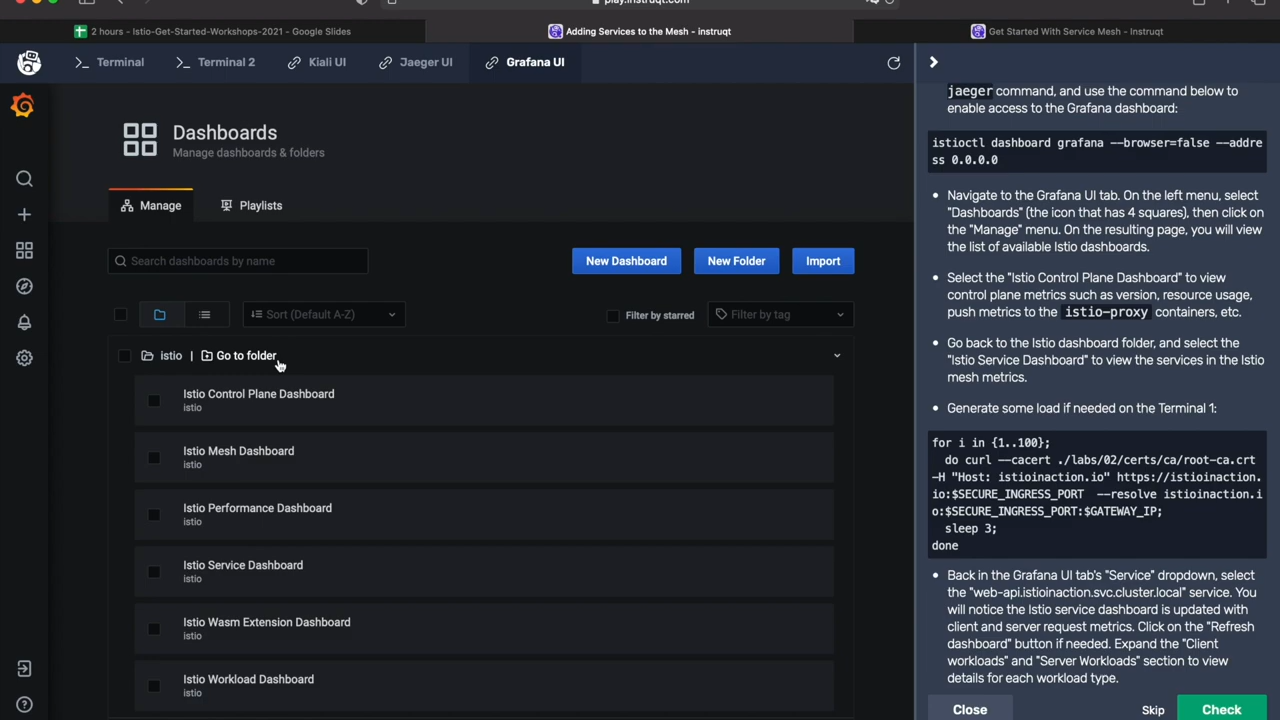 play.instruqt.com
2 hours - Istio-Get-Started-Workshops-2021 - Google Slides
Adding Services to the Mesh - instruqt
Get Started With Service Mesh - Instruqt
Terminal
Terminal 2
Kiali UI
Jaeger UI
Grafana UI
Dashboards
Manage dashboards & folders
Manage
Playlists
Search dashboards by name
New Dashboard
New Folder
Import
Sort (Default A-Z)
Filter by starred
Filter by tag
istio | Go to folder
Istio Control Plane Dashboard
istio
Istio Mesh Dashboard
istio
Istio Performance Dashboard
istio
Istio Service Dashboard
istio
Istio Wasm Extension Dashboard
istio
Istio Workload Dashboard
istio
jaeger command, and use the command below to
enable access to the Grafana dashboard:
istioctl dashboard grafana --browser=false --addre
ss 0.0.0.0
• Navigate to the Grafana UI tab. On the left menu, select
"Dashboards" (the icon that has 4 squares), then click on
the "Manage" menu. On the resulting page, you will view
the list of available Istio dashboards.
• Select the "Istio Control Plane Dashboard" to view
control plane metrics such as version, resource usage,
push metrics to the istio-proxy containers, etc.
• Go back to the Istio dashboard folder, and select the
"Istio Service Dashboard" to view the services in the Istio
mesh metrics.
• Generate some load if needed on the Terminal 1:
for i in {1..100};
do curl --cacert ./labs/02/certs/ca/root-ca.crt
-H "Host: istioinaction.io" https://istioinaction.
io:$SECURE_INGRESS_PORT --resolve istioinaction.i
o:$SECURE_INGRESS_PORT:$GATEWAY_IP;
sleep 3;
done
• Back in the Grafana UI tab's "Service" dropdown, select
the "web-api.istioinaction.svc.cluster.local" service. You
will notice the Istio service dashboard is updated with
client and server request metrics. Click on the "Refresh
dashboard" button if needed. Expand the "Client
workloads" and "Server Workloads" section to view
details for each workload type.
Close
Skip
Check